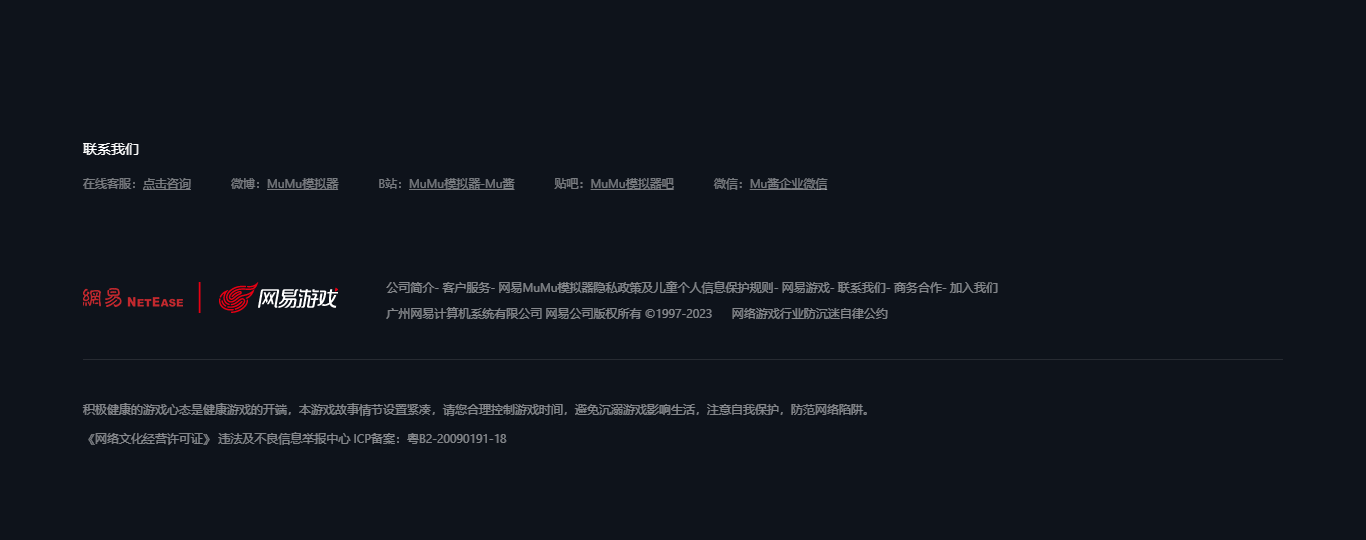 联系我们
在线客服：点击咨询 微博：MuMu模拟器 B站：MuMu模拟器-Mu酱 贴吧：MuMu模拟器吧 微信：Mu酱企业微信
網易 NETEASE 网易游戏
公司简介- 客户服务- 网易MuMu模拟器隐私政策及儿童个人信息保护规则- 网易游戏- 联系我们- 商务合作- 加入我们
广州网易计算机系统有限公司 网易公司版权所有 ©1997-2023 网络游戏行业防沉迷自律公约
积极健康的游戏心态是健康游戏的开端，本游戏故事情节设置紧凑，请您合理控制游戏时间，避免沉溺游戏影响生活，注意自我保护，防范网络陷阱。
《网络文化经营许可证》 违法及不良信息举报中心 ICP备案：粤B2-20090191-18